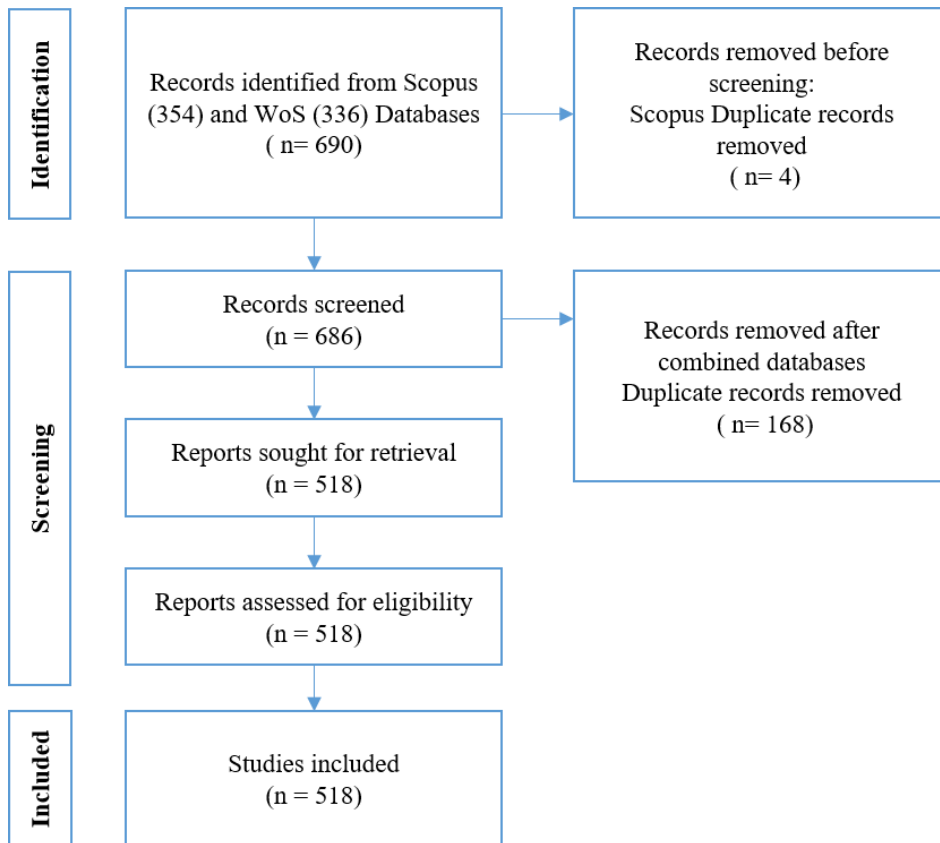 Identification
Records identified from Scopus
(354) and WoS (336) Databases
( n= 690)
Records removed before
screening:
Scopus Duplicate records
removed
( n= 4)
Screening
Records screened
(n = 686)
Records removed after
combined databases
Duplicate records removed
( n= 168)
Reports sought for retrieval
(n = 518)
Reports assessed for eligibility
(n = 518)
Included
Studies included
(n = 518)